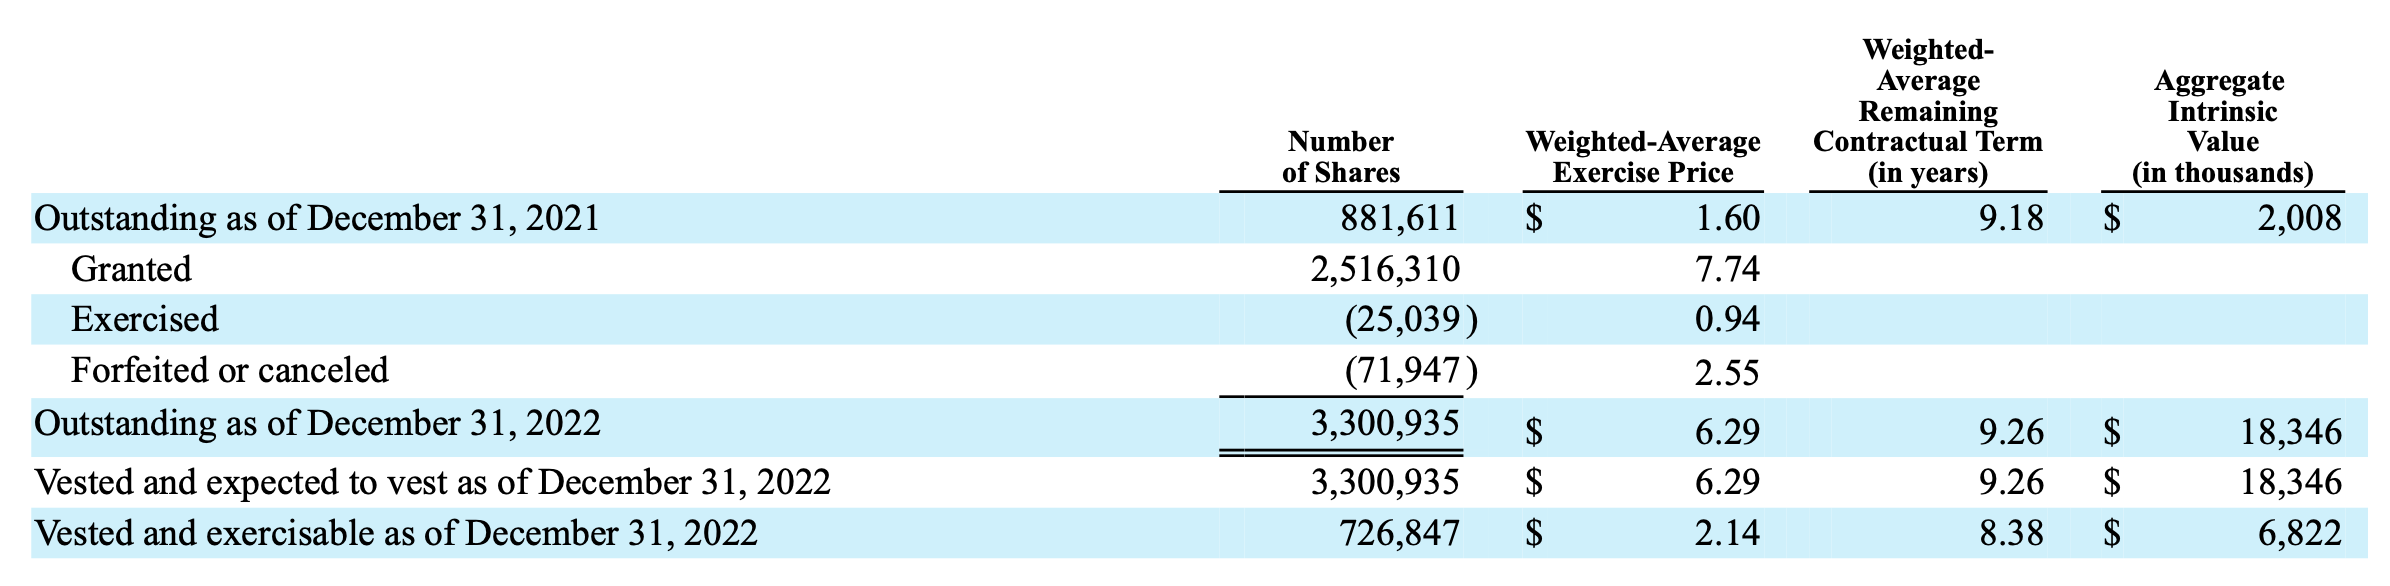 Number of Shares Weighted-Average Exercise Price Weighted-Average Remaining Contractual Term (in years) Aggregate Intrinsic Value (in thousands)
Outstanding as of December 31, 2021 881,611 $ 1.60 9.18 $ 2,008
Granted 2,516,310 7.74
Exercised (25,039) 0.94
Forfeited or canceled (71,947) 2.55
Outstanding as of December 31, 2022 3,300,935 $ 6.29 9.26 $ 18,346
Vested and expected to vest as of December 31, 2022 3,300,935 $ 6.29 9.26 $ 18,346
Vested and exercisable as of December 31, 2022 726,847 $ 2.14 8.38 $ 6,822